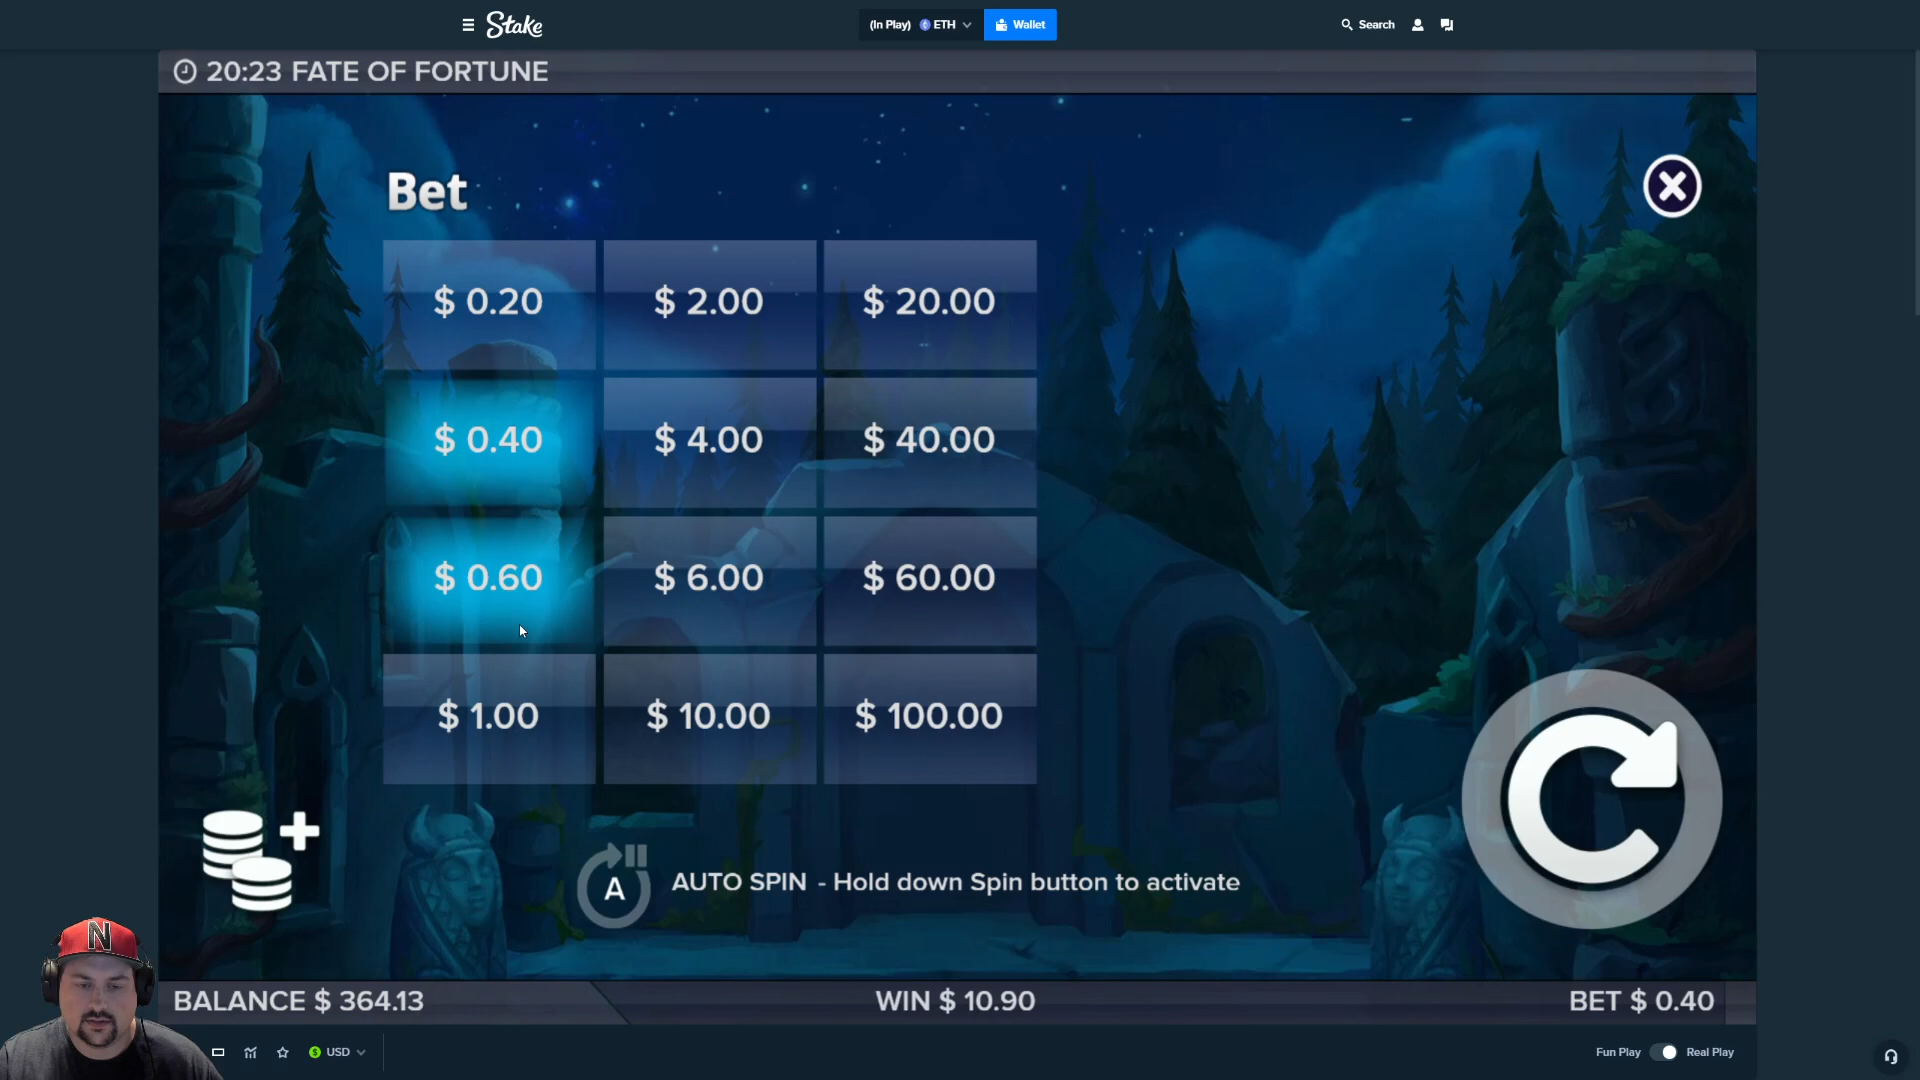 Stake
(In Play) ETH
Wallet
Search
20:23 FATE OF FORTUNE
Bet
$ 0.20 $ 2.00 $ 20.00
$ 0.40 $ 4.00 $ 40.00
$ 0.60 $ 6.00 $ 60.00
$ 1.00 $ 10.00 $ 100.00
A AUTO SPIN - Hold down Spin button to activate
N
BALANCE $ 364.13 WIN $ 10.90 BET $ 0.40
$ USD Fun Play Real Play